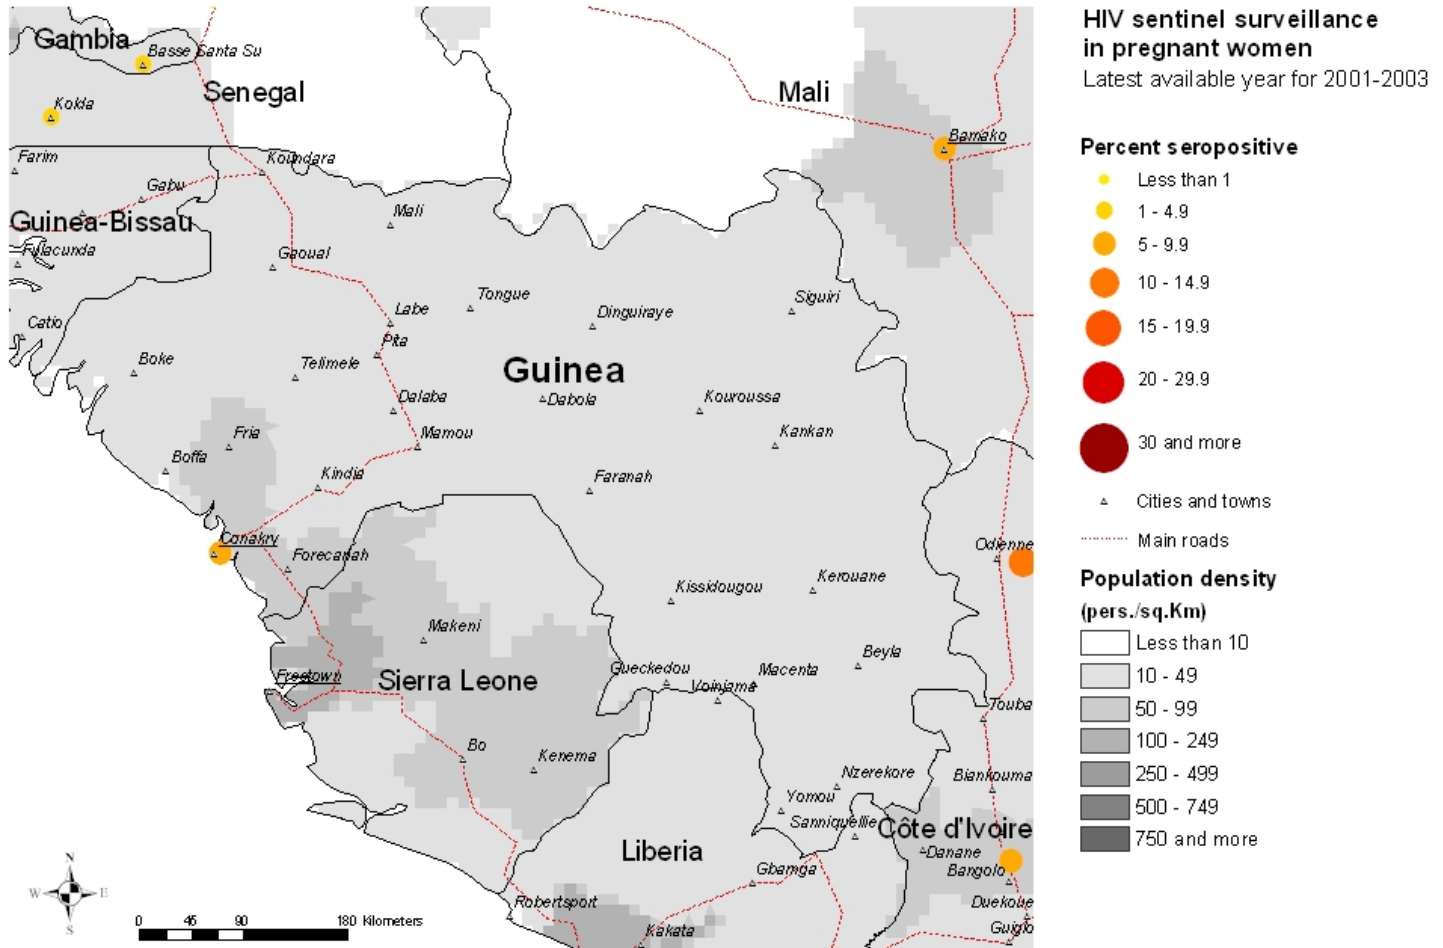 HIV sentinel surveillance
in pregnant women
Latest available year for 2001-2003
Percent seropositive
Less than 1
1 - 4.9
5 - 9.9
10 - 14.9
15 - 19.9
20 - 29.9
30 and more
Cities and towns
Main roads
Population density
(pers./sq.Km)
Less than 10
10 - 49
50 - 99
100 - 249
250 - 499
500 - 749
750 and more
Gambia
Basse Santa Su
Senegal
Mali
Kolda
Bamako
Farim
Koundara
Gabu
Mali
Guinea-Bissau
Fulacunda
Gaoual
Tongue
Siguiri
Labe
Dinguiraye
Catio
Pita
Boke
Telimele
Guinea
Dalaba
Dabola
Kouroussa
Fria
Mamou
Kankan
Boffa
Kindia
Faranah
Conakry
Forecariah
Odienne
Kissidougou
Kerouane
Makeni
Gueckedou
Macenta
Beyla
Freetown
Sierra Leone
Voinjama
Touba
Bo
Kenema
Nzerekore
Biankouma
Yomou
Sanniquellie
Côte d'Ivoire
Liberia
Danane
Gbarnga
Bangolo
Robertsport
Duekoue
Kakata
Guiglo
N
W
E
S
0 45 90 180 Kilometers